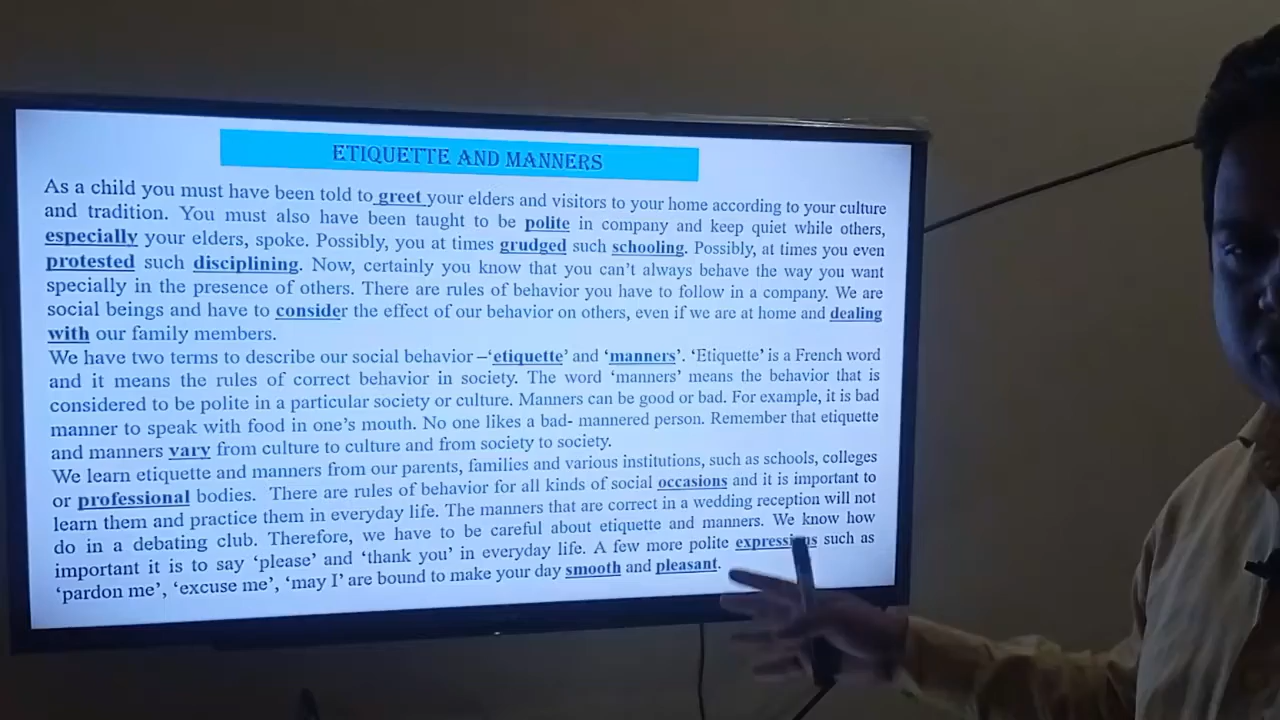 ETIQUETTE AND MANNERS
As a child you must have been told to greet your elders and visitors to your home according to your culture
and tradition. You must also have been taught to be polite in company and keep quiet while others,
especially your elders, spoke. Possibly, you at times grudged such schooling. Possibly, at times you even
protested such disciplining. Now, certainly you know that you can't always behave the way you want
specially in the presence of others. There are rules of behavior you have to follow in a company. We are
social beings and have to consider the effect of our behavior on others, even if we are at home and dealing
with our family members.
We have two terms to describe our social behavior –'etiquette' and 'manners'. 'Etiquette' is a French word
and it means the rules of correct behavior in society. The word 'manners' means the behavior that is
considered to be polite in a particular society or culture. Manners can be good or bad. For example, it is bad
manner to speak with food in one's mouth. No one likes a bad- mannered person. Remember that etiquette
and manners vary from culture to culture and from society to society.
We learn etiquette and manners from our parents, families and various institutions, such as schools, colleges
or professional bodies. There are rules of behavior for all kinds of social occasions and it is important to
learn them and practice them in everyday life. The manners that are correct in a wedding reception will not
do in a debating club. Therefore, we have to be careful about etiquette and manners. We know how
important it is to say 'please' and 'thank you' in everyday life. A few more polite expressions such as
'pardon me', 'excuse me', 'may I' are bound to make your day smooth and pleasant.